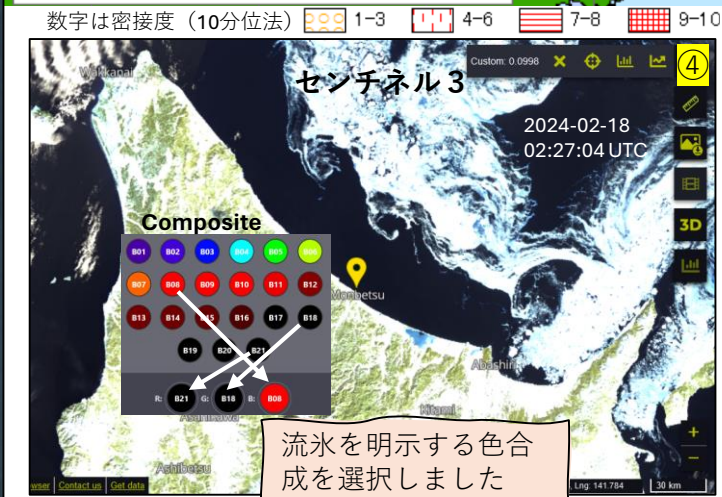 数字は密接度（10分位法） 1-3 4-6 7-8 9-10
Wakkanai
センチネル３
Custom: 0.0998
④
2024-02-18
02:27:04 UTC
3D
Composite
B01 B02 B03 B04 B05 B06
B07 B08 B09 B10 B11 B12
B13 B14 B15 B16 B17 B18
B19 B20 B21
R: B21 G: B18 B: B08
Monbetsu
Abashiri
Kitami
Asahikawa
Ashibetsu
流氷を明示する色合
成を選択しました
wser Contact us Get data
Lng: 141.784 30 km
+
−